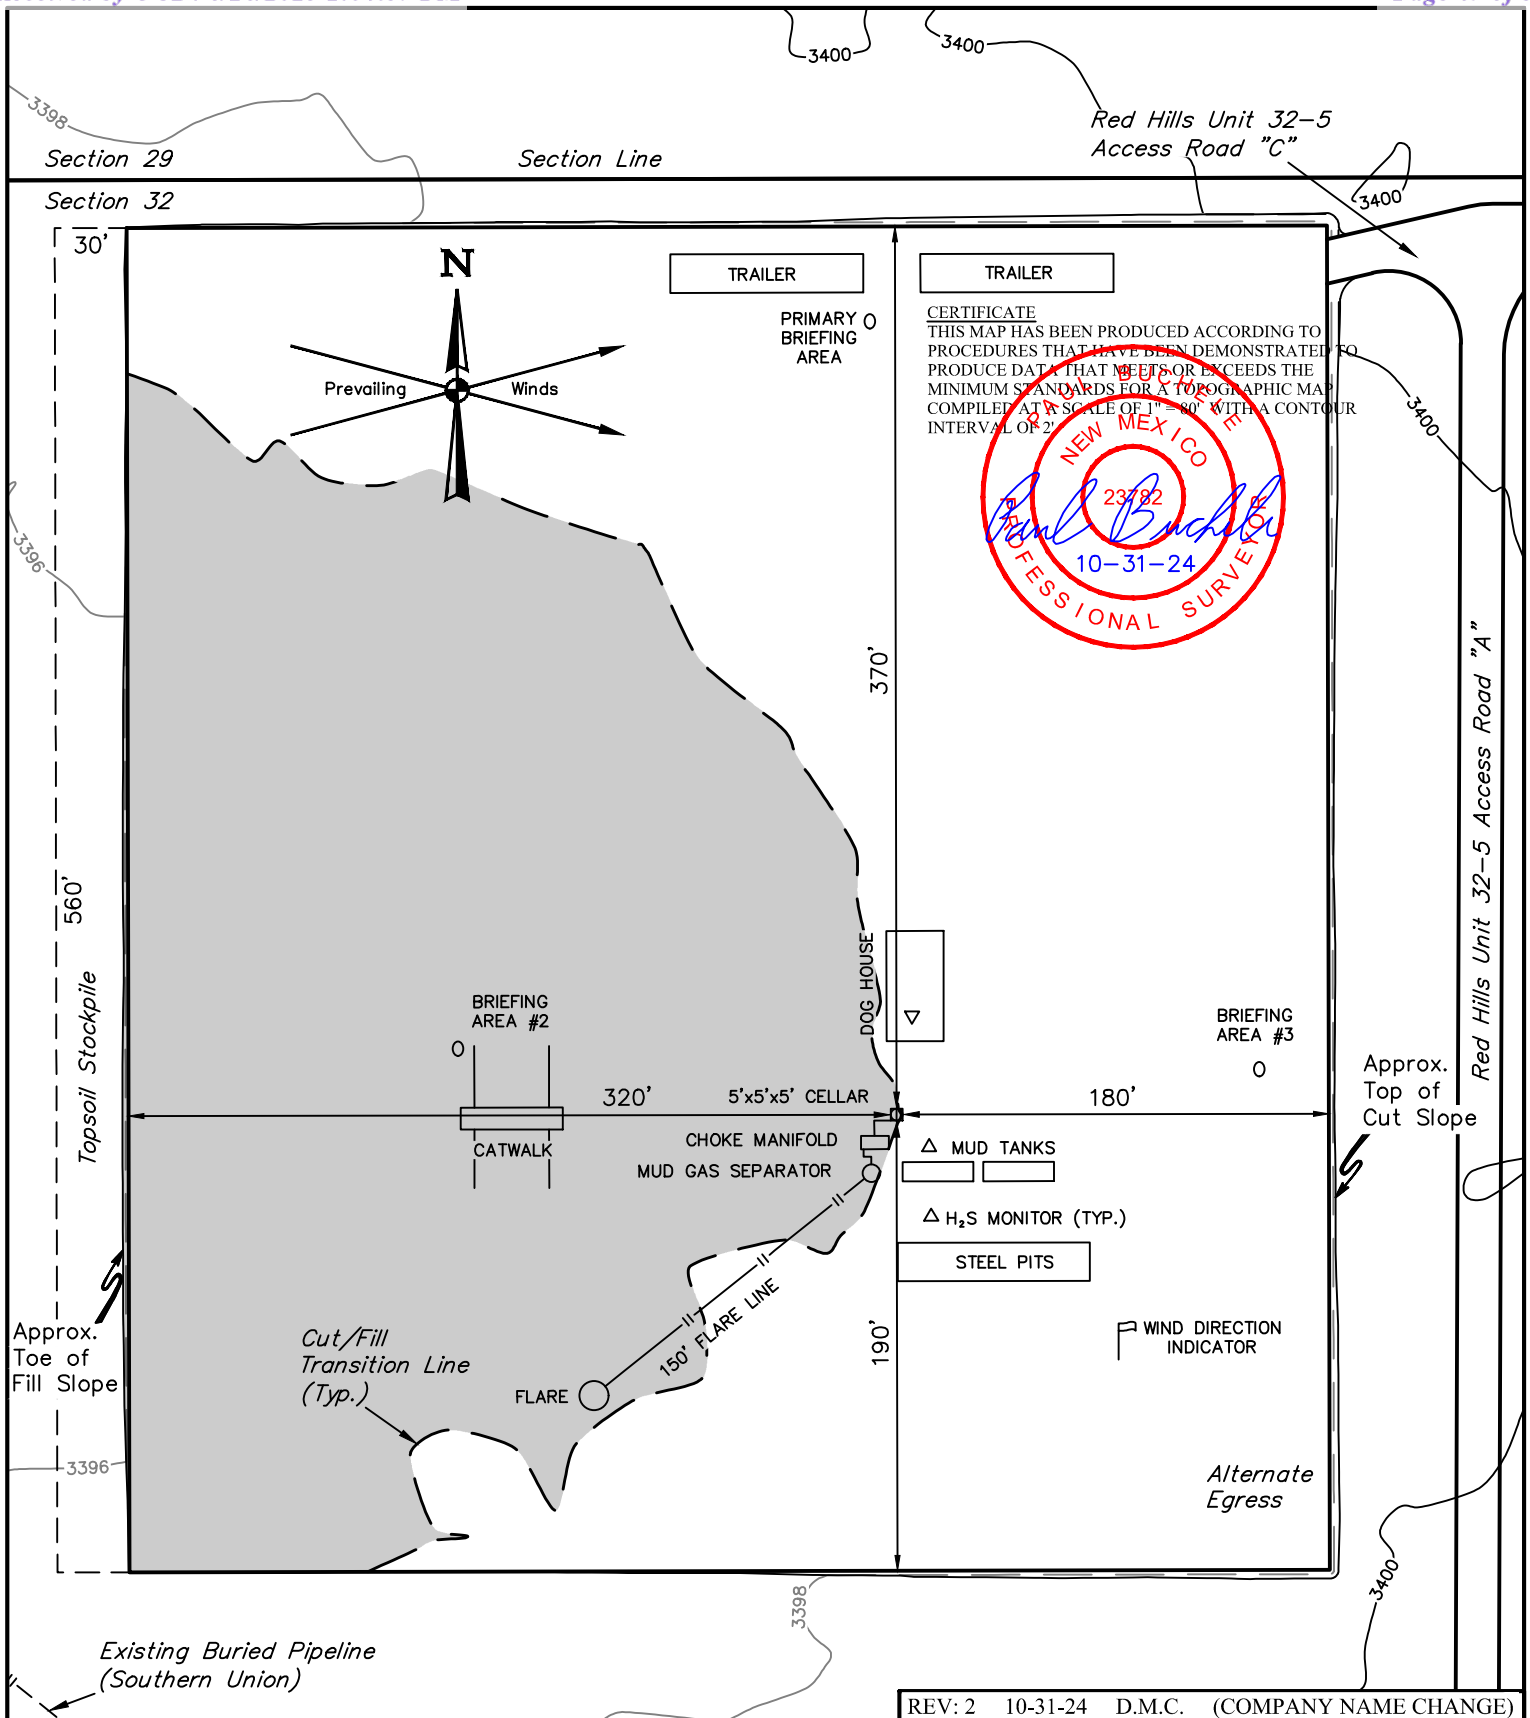 3400
3400
3398
Red Hills Unit 32-5
Access Road "C"
Section 29
Section Line
Section 32
3400
30'
N
TRAILER
TRAILER
PRIMARY
BRIEFING
AREA
Prevailing
Winds
CERTIFICATE
THIS MAP HAS BEEN PRODUCED ACCORDING TO
PROCEDURES THAT HAVE BEEN DEMONSTRATED TO
PRODUCE DATA THAT MEETS OR EXCEEDS THE
MINIMUM STANDARDS FOR A TOPOGRAPHIC MAP
COMPILED AT A SCALE OF 1" = 80' WITH A CONTOUR
INTERVAL OF 2'.
PAUL BUCHELE
NEW MEXICO
23782
Paul Buchele
10-31-24
PROFESSIONAL SURVEYOR
3400
3396
370'
Red Hills Unit 32-5 Access Road "A"
560'
Topsoil Stockpile
DOG HOUSE
BRIEFING
AREA #2
BRIEFING
AREA #3
320'
5'x5'x5' CELLAR
180'
Approx.
Top of
Cut Slope
CATWALK
CHOKE MANIFOLD
MUD GAS SEPARATOR
MUD TANKS
H₂S MONITOR (TYP.)
STEEL PITS
150' FLARE LINE
190'
WIND DIRECTION
INDICATOR
Approx.
Toe of
Fill Slope
Cut/Fill
Transition Line
(Typ.)
FLARE
3396
Alternate
Egress
3398
3400
Existing Buried Pipeline
(Southern Union)
REV: 2 10-31-24 D.M.C. (COMPANY NAME CHANGE)